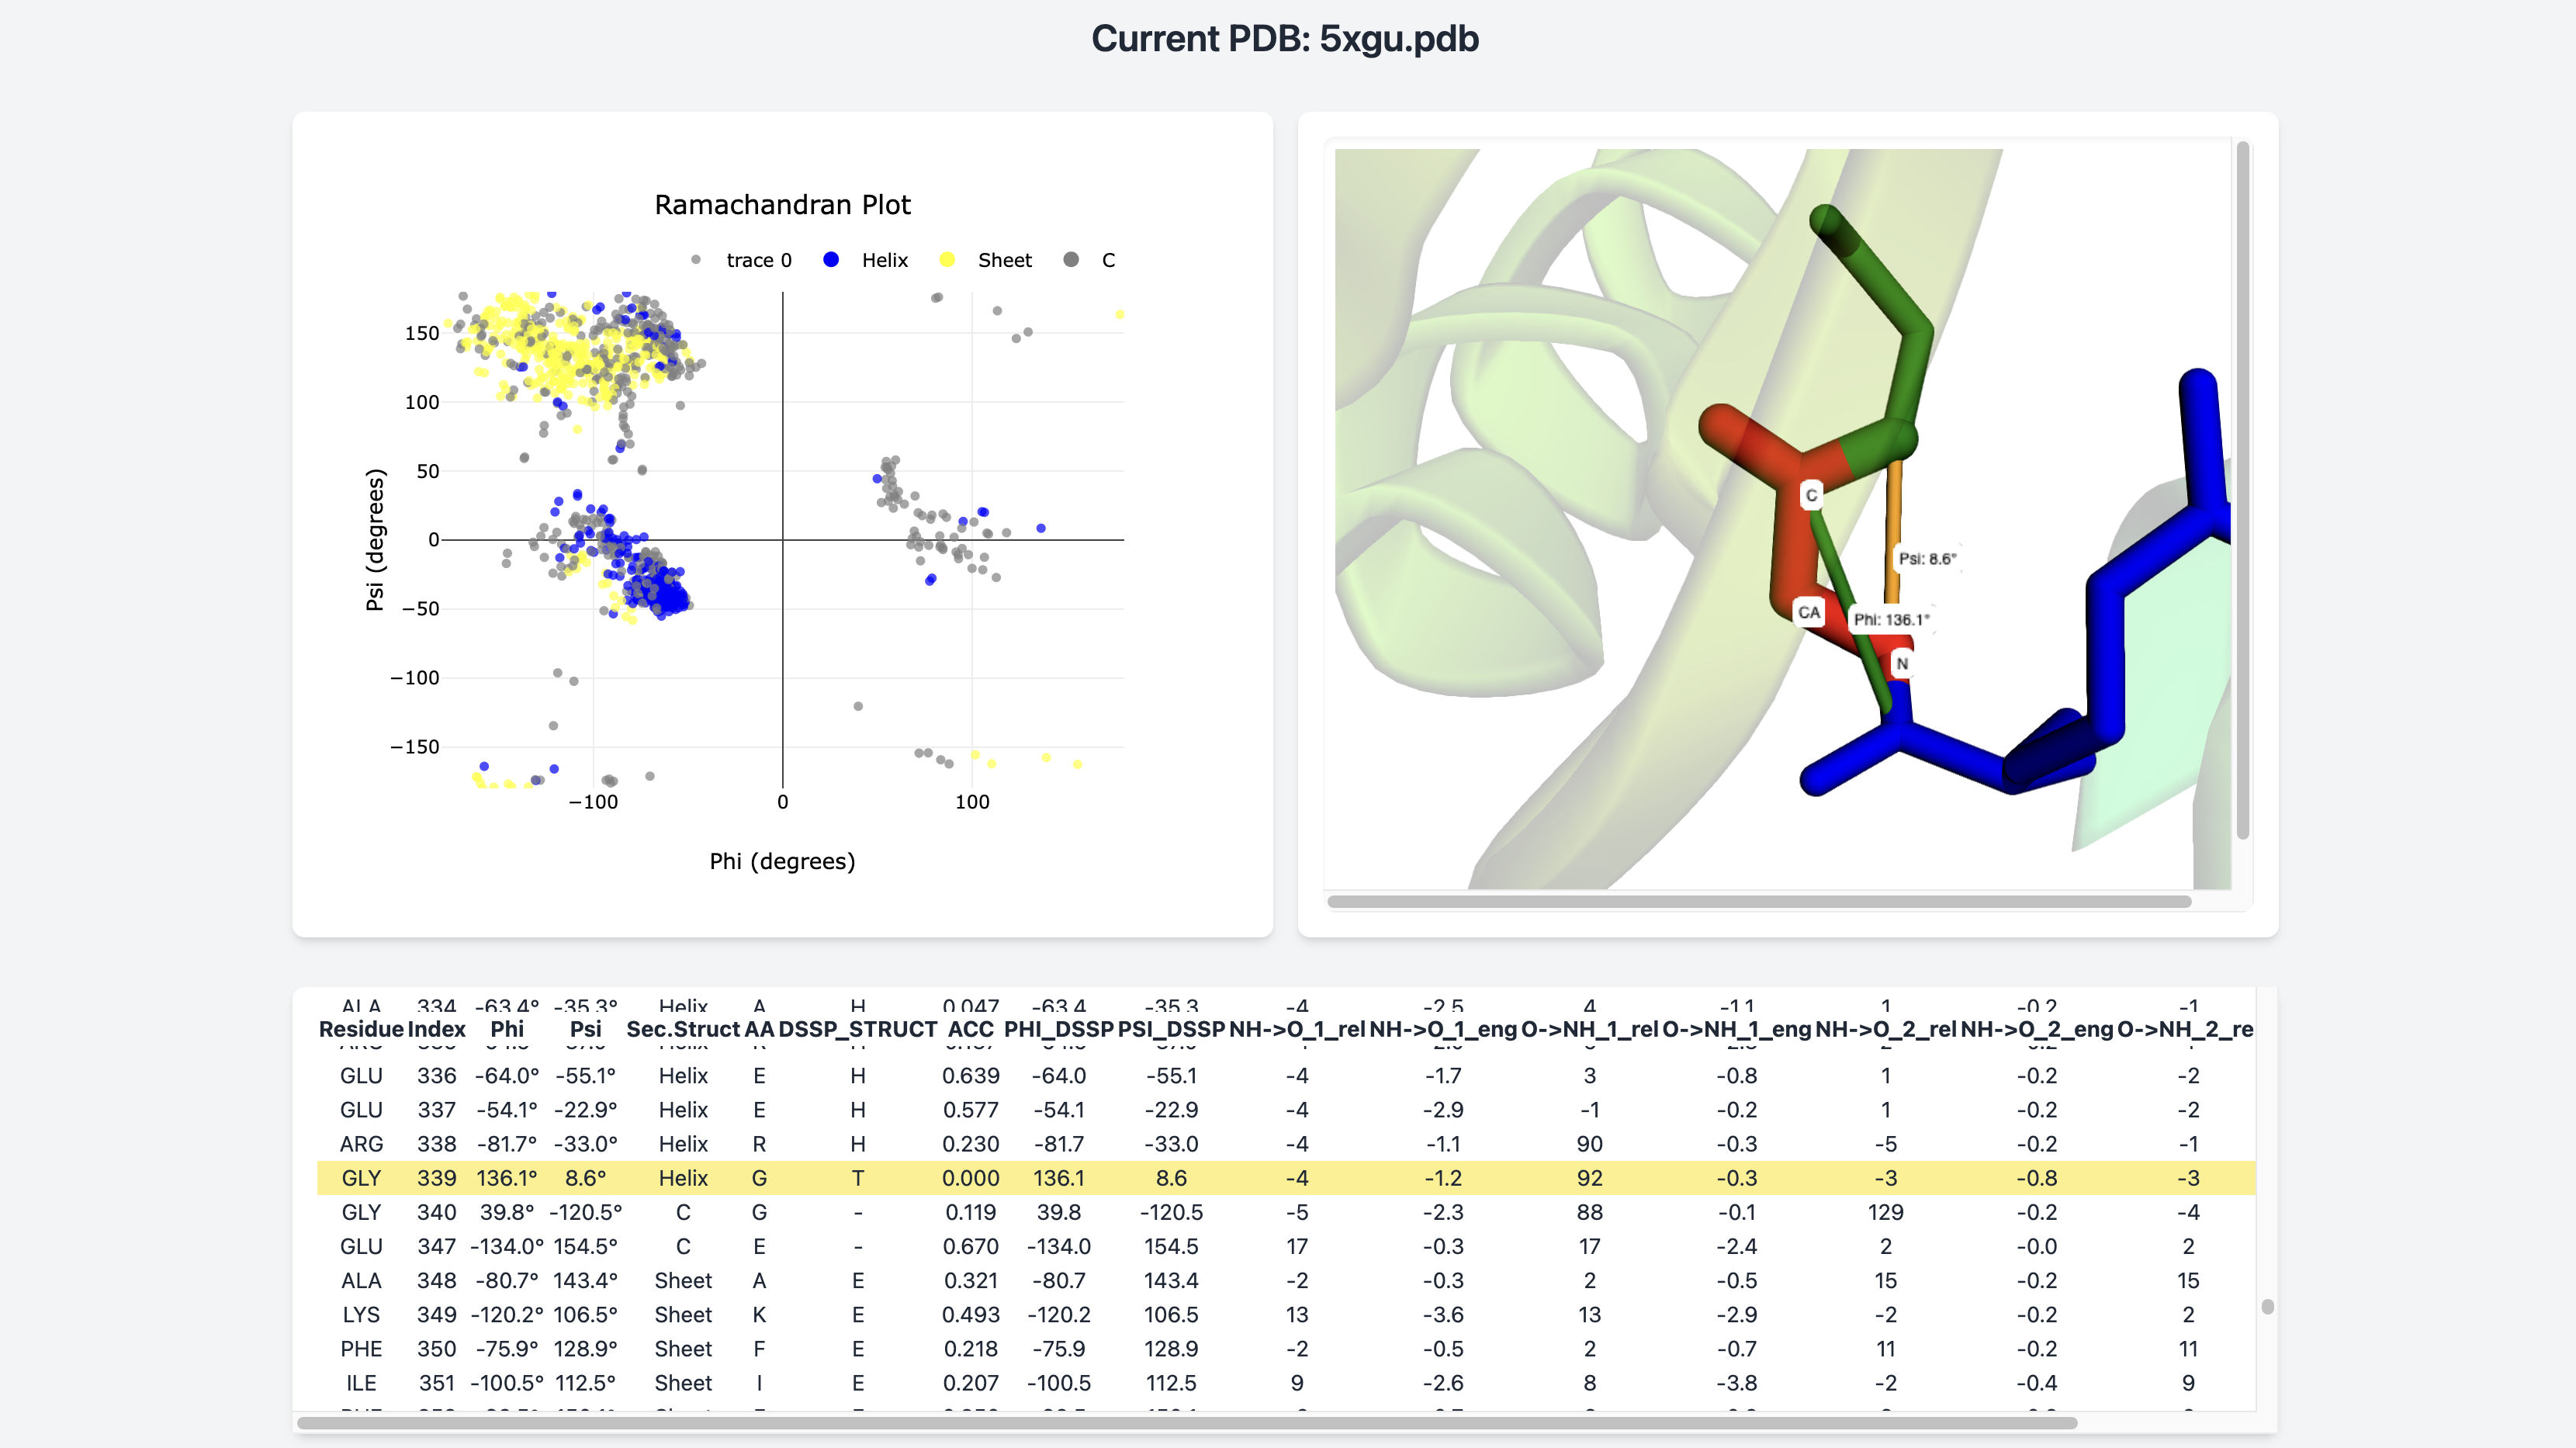 Current PDB: 5xgu.pdb
Ramachandran Plot
trace 0 Helix Sheet C
150
100
50
0
−50
−100
−150
Psi (degrees)
−100 0 100
Phi (degrees)
C
Psi: 8.6°
CA
Phi: 136.1°
N
ALA 334 -63.4° -35.3° Helix A H 0.047 -63.4 -35.3 -4 -2.5 4 -1.1 1 -0.2 -1
Residue Index Phi Psi Sec.Struct AA DSSP_STRUCT ACC PHI_DSSP PSI_DSSP NH->O_1_rel NH->O_1_eng O->NH_1_rel O->NH_1_eng NH->O_2_rel NH->O_2_eng O->NH_2_re
GLU 336 -64.0° -55.1° Helix E H 0.639 -64.0 -55.1 -4 -1.7 3 -0.8 1 -0.2 -2
GLU 337 -54.1° -22.9° Helix E H 0.577 -54.1 -22.9 -4 -2.9 -1 -0.2 1 -0.2 -2
ARG 338 -81.7° -33.0° Helix R H 0.230 -81.7 -33.0 -4 -1.1 90 -0.3 -5 -0.2 -1
GLY 339 136.1° 8.6° Helix G T 0.000 136.1 8.6 -4 -1.2 92 -0.3 -3 -0.8 -3
GLY 340 39.8° -120.5° C G - 0.119 39.8 -120.5 -5 -2.3 88 -0.1 129 -0.2 -4
GLU 347 -134.0° 154.5° C E - 0.670 -134.0 154.5 17 -0.3 17 -2.4 2 -0.0 2
ALA 348 -80.7° 143.4° Sheet A E 0.321 -80.7 143.4 -2 -0.3 2 -0.5 15 -0.2 15
LYS 349 -120.2° 106.5° Sheet K E 0.493 -120.2 106.5 13 -3.6 13 -2.9 -2 -0.2 2
PHE 350 -75.9° 128.9° Sheet F E 0.218 -75.9 128.9 -2 -0.5 2 -0.7 11 -0.2 11
ILE 351 -100.5° 112.5° Sheet I E 0.207 -100.5 112.5 9 -2.6 8 -3.8 -2 -0.4 9